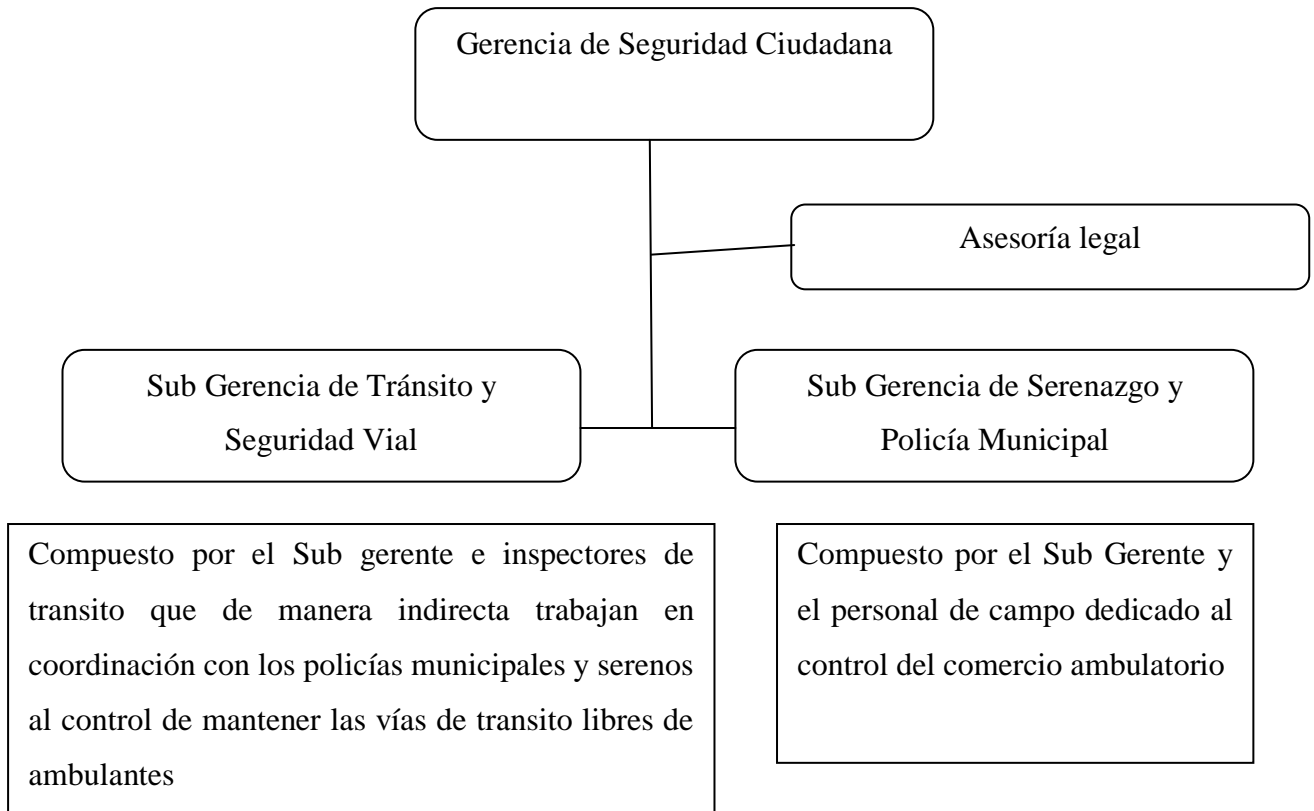 Gerencia de Seguridad Ciudadana
Asesoría legal
Sub Gerencia de Tránsito y
Seguridad Vial
Sub Gerencia de Serenazgo y
Policía Municipal
Compuesto por el Sub gerente e inspectores de
transito que de manera indirecta trabajan en
coordinación con los policías municipales y serenos
al control de mantener las vías de transito libres de
ambulantes
Compuesto por el Sub Gerente y
el personal de campo dedicado al
control del comercio ambulatorio